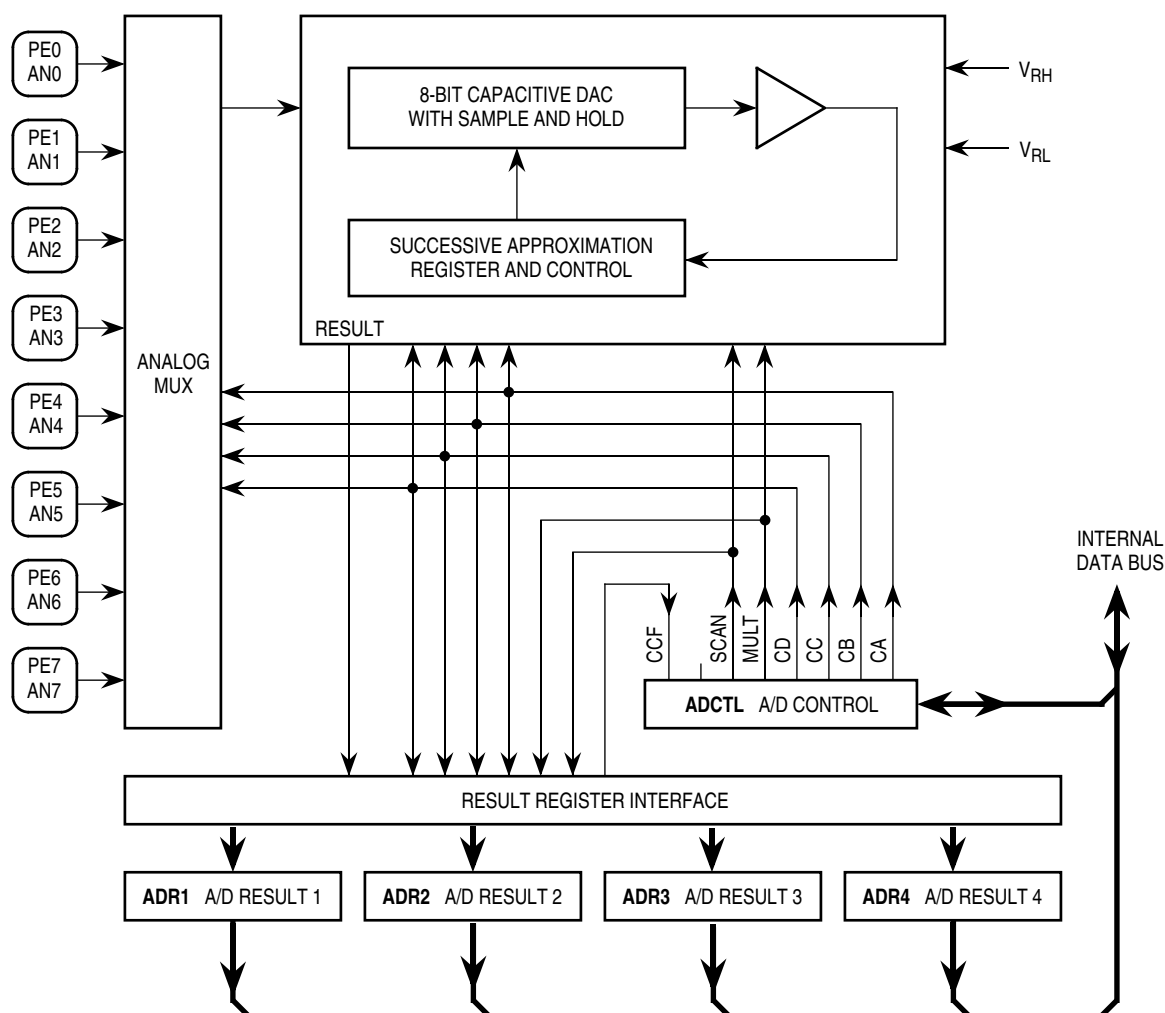 PE0
AN0
PE1
AN1
PE2
AN2
PE3
AN3
PE4
AN4
PE5
AN5
PE6
AN6
PE7
AN7
ANALOG
MUX
8-BIT CAPACITIVE DAC
WITH SAMPLE AND HOLD
SUCCESSIVE APPROXIMATION
REGISTER AND CONTROL
RESULT
VRH
VRL
INTERNAL
DATA BUS
CCF
SCAN
MULT
CD
CC
CB
CA
ADCTL A/D CONTROL
RESULT REGISTER INTERFACE
ADR1 A/D RESULT 1
ADR2 A/D RESULT 2
ADR3 A/D RESULT 3
ADR4 A/D RESULT 4